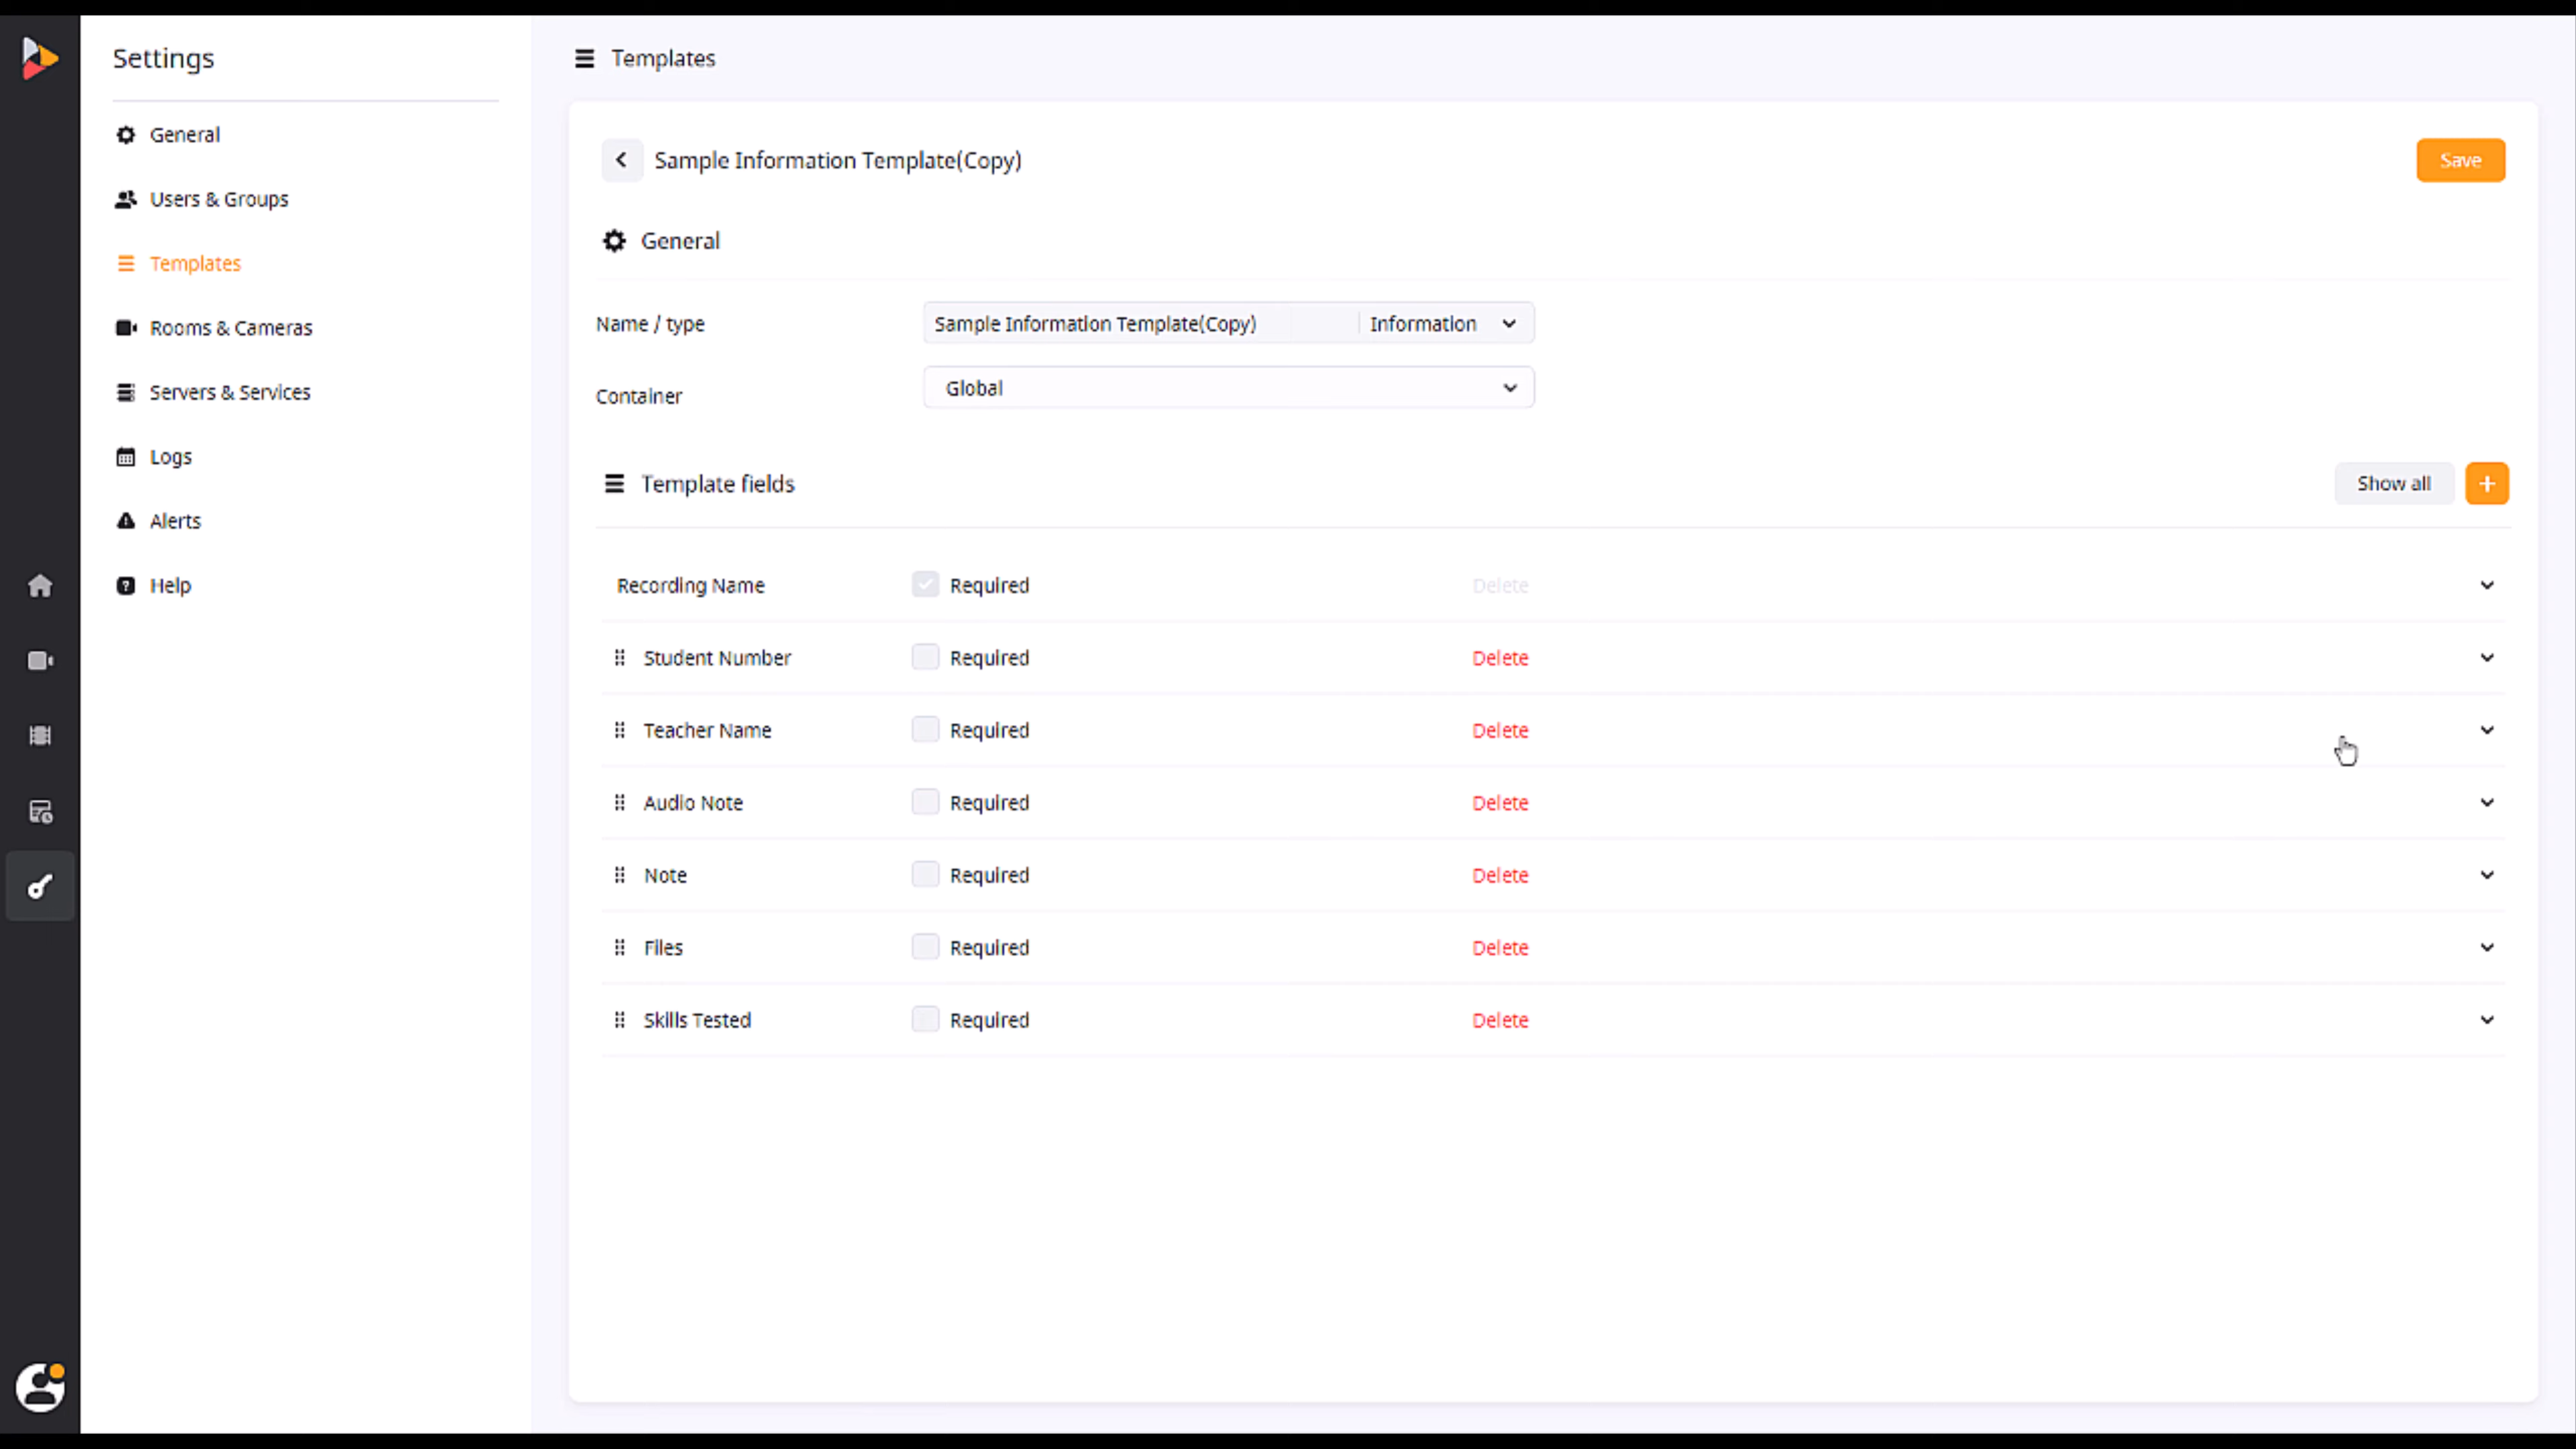 Settings
General
Users & Groups
Templates
Rooms & Cameras
Servers & Services
Logs
Alerts
Help
Templates
Sample Information Template(Copy)
Save
General
Name / type
Sample Information Template(Copy)
Information
Container
Global
Template fields
Show all
Recording Name Required Delete
Student Number Required Delete
Teacher Name Required Delete
Audio Note Required Delete
Note Required Delete
Files Required Delete
Skills Tested Required Delete